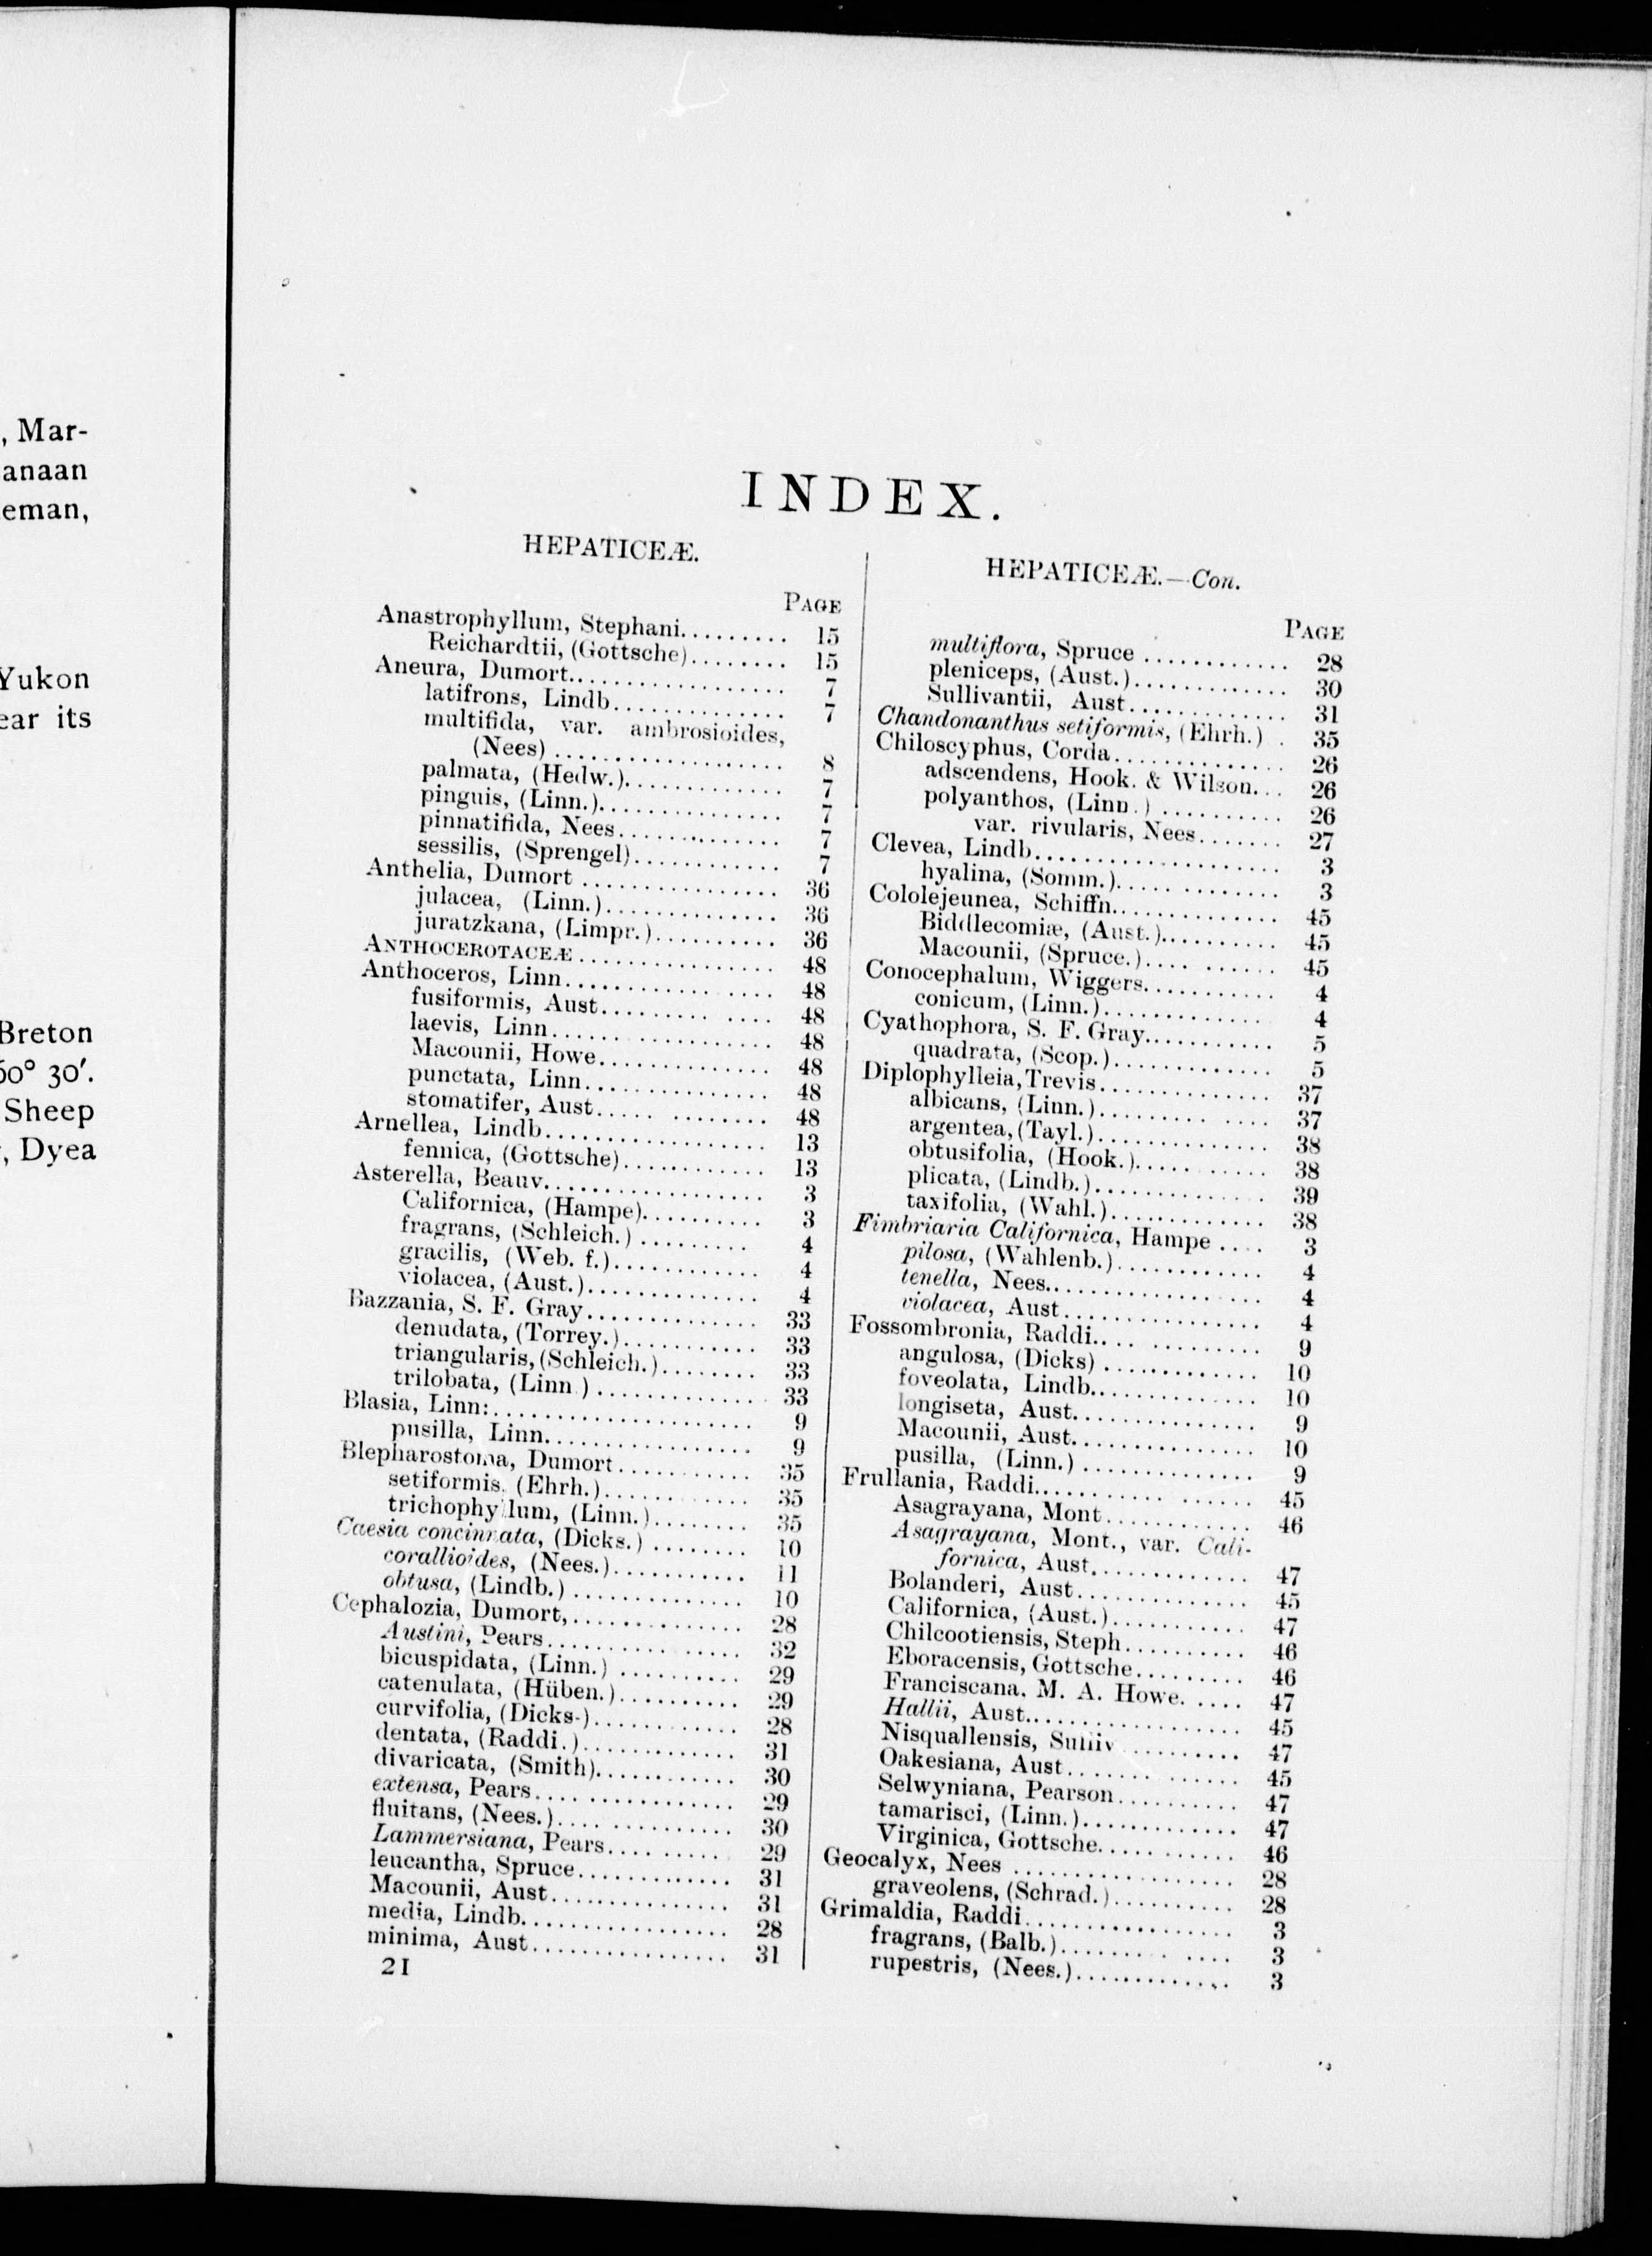 , Mar-
anaan
eman,
Yukon
ear its
Breton
60° 30′.
Sheep
, Dyea
INDEX.
HEPATICEÆ.
PAGE
Anastrophyllum, Stephani......... 15
Reichardtii, (Gottsche)........ 15
Aneura, Dumort.................. 7
latifrons, Lindb.............. 7
multifida, var. ambrosioides,
(Nees) ................... 8
palmata, (Hedw.)............. 7
pinguis, (Linn.).............. 7
pinnatifida, Nees............. 7
sessilis, (Sprengel)............ 7
Anthelia, Dumort ................ 36
julacea, (Linn.).............. 36
juratzkana, (Limpr.).......... 36
ANTHOCEROTACEÆ ................ 48
Anthoceros, Linn................. 48
fusiformis, Aust.............. 48
laevis, Linn.................. 48
Macounii, Howe.............. 48
punctata, Linn............... 48
stomatifer, Aust.............. 48
Arnellea, Lindb.................. 13
fennica, (Gottsche)............ 13
Asterella, Beauv.................. 3
Californica, (Hampe).......... 3
fragrans, (Schleich.) ......... 4
gracilis, (Web. f.)............ 4
violacea, (Aust.).............. 4
Bazzania, S. F. Gray.............. 33
denudata, (Torrey.)........... 33
triangularis, (Schleich.)........ 33
trilobata, (Linn.) ............. 33
Blasia, Linn:..................... 9
pusilla, Linn................. 9
Blepharostoma, Dumort........... 35
setiformis. (Ehrh.)............ 35
trichophyllum, (Linn.)........ 35
Caesia concinnata, (Dicks.) ........ 10
corallioides, (Nees.)........... 11
obtusa, (Lindb.) .............. 10
Cephalozia, Dumort,.............. 28
Austini, Pears................ 32
bicuspidata, (Linn.) .......... 29
catenulata, (Hüben.).......... 29
curvifolia, (Dicks-)............ 28
dentata, (Raddi.)............. 31
divaricata, (Smith)............ 30
extensa, Pears................ 29
fluitans, (Nees.).............. 30
Lammersiana, Pears.......... 29
leucantha, Spruce............. 31
Macounii, Aust............... 31
media, Lindb................. 28
minima, Aust................ 31
21
HEPATICEÆ.—Con.
PAGE
multiflora, Spruce ............ 28
pleniceps, (Aust.)............. 30
Sullivantii, Aust............. 31
Chandonanthus setiformis, (Ehrh.) . 35
Chiloscyphus, Corda.............. 26
adscendens, Hook. & Wilson... 26
polyanthos, (Linn.) ........... 26
var. rivularis, Nees....... 27
Clevea, Lindb.................... 3
hyalina, (Somm.)............. 3
Cololejeunea, Schiffn.............. 45
Biddlecomiæ, (Aust.).......... 45
Macounii, (Spruce.).... ...... 45
Conocephalum, Wiggers........... 4
conicum, (Linn.).............. 4
Cyathophora, S. F. Gray........... 5
quadrata, (Scop.)............. 5
Diplophylleia, Trevis.............. 37
albicans, (Linn.)............. 37
argentea, (Tayl.).............. 38
obtusifolia, (Hook.)........... 38
plicata, (Lindb.).............. 39
taxifolia, (Wahl.)............. 38
Fimbriaria Californica, Hampe .... 3
pilosa, (Wahlenb.)............ 4
tenella, Nees.................. 4
violacea, Aust................. 4
Fossombronia, Raddi.............. 9
angulosa, (Dicks) ............. 10
foveolata, Lindb.............. 10
longiseta, Aust............... 9
Macounii, Aust............... 10
pusilla, (Linn.) .............. 9
Frullania, Raddi.................. 45
Asagrayana, Mont............ 46
Asagrayana, Mont., var. Cali-
fornica, Aust............. 47
Bolanderi, Aust............... 45
Californica, (Aust.)........... 47
Chilcootiensis, Steph.......... 46
Eboracensis, Gottsche......... 46
Franciscana. M. A. Howe. .... 47
Hallii, Aust................... 45
Nisquallensis, Sulliv.......... 47
Oakesiana, Aust.............. 45
Selwyniana, Pearson.......... 47
tamarisci, (Linn.)............. 47
Virginica, Gottsche............ 46
Geocalyx, Nees .................. 28
graveolens, (Schrad.).......... 28
Grimaldia, Raddi................. 3
fragrans, (Balb.)............. 3
rupestris, (Nees.)............. 3